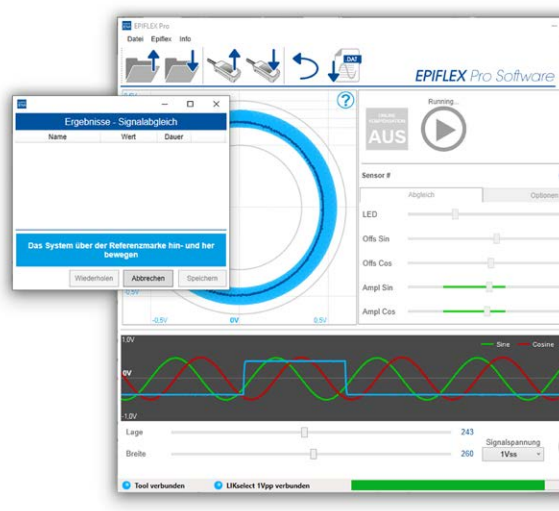 EPIFLEX Pro
Datei Epiflex Info
DAT
EPIFLEX Pro Software
Ergebnisse - Signalabgleich
Name Wert Dauer
Das System über der Referenzmarke hin- und her
bewegen
Wiederholen Abbrechen Speichern
?
0,5V
-0,5V 0V 0,5V
ONLINE
KOMPENSATION
AUS
Running...
Sensor #
Abgleich Optionen
LED
Offs Sin
Offs Cos
Ampl Sin
Ampl Cos
1,0V
0V
-1,0V
Sine Cosine
Lage 243
Breite 260
Signalspannung
1Vss
Tool verbunden LIKselect 1Vpp verbunden